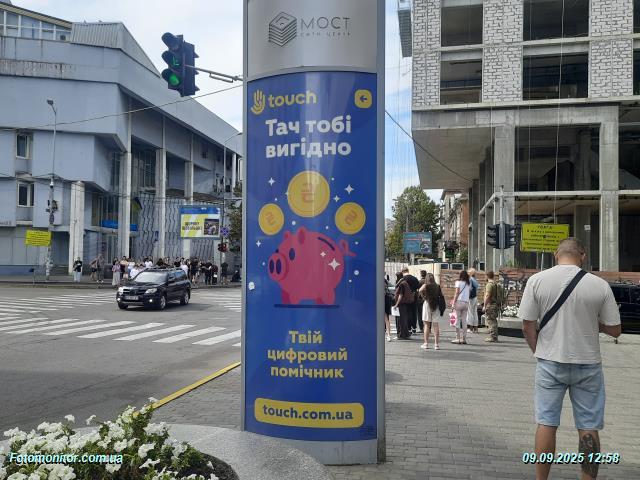 МОСТ
СИТИ ЦЕНТР
touch
Тач тобі
вигідно
Твій
цифровий
помічник
touch.com.ua
Fotomonitor.com.ua
09.09.2025 12:58